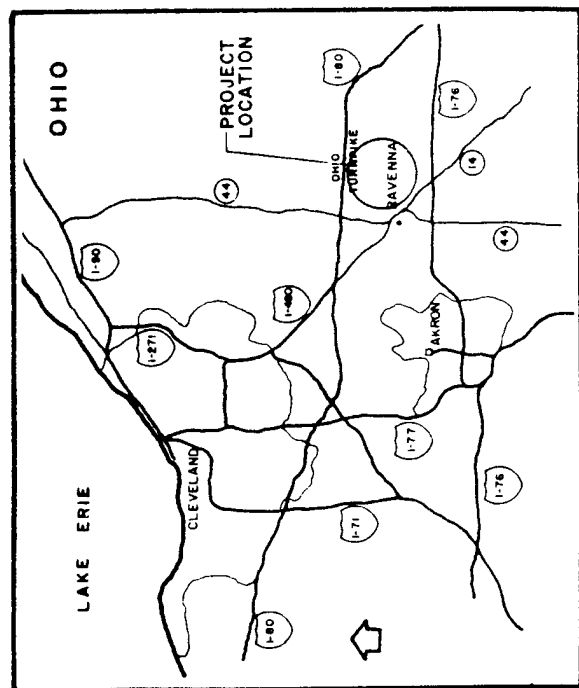 OHIO
LAKE ERIE
PROJECT
LOCATION
I-90
44
I-80
I-271
I-480
OHIO
TURNPIKE
CLEVELAND
RAVENNA
I-76
14
44
AKRON
I-77
I-71
I-80
I-76